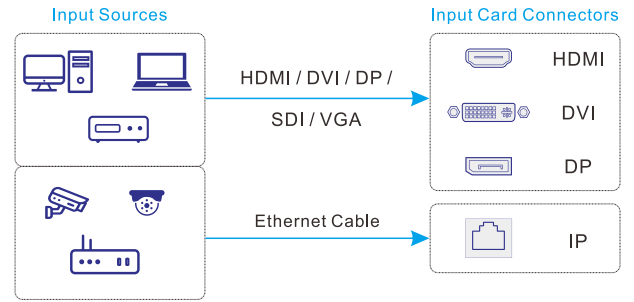 Input Sources
Input Card Connectors
HDMI / DVI / DP /
SDI / VGA
HDMI
DVI
DP
Ethernet Cable
IP